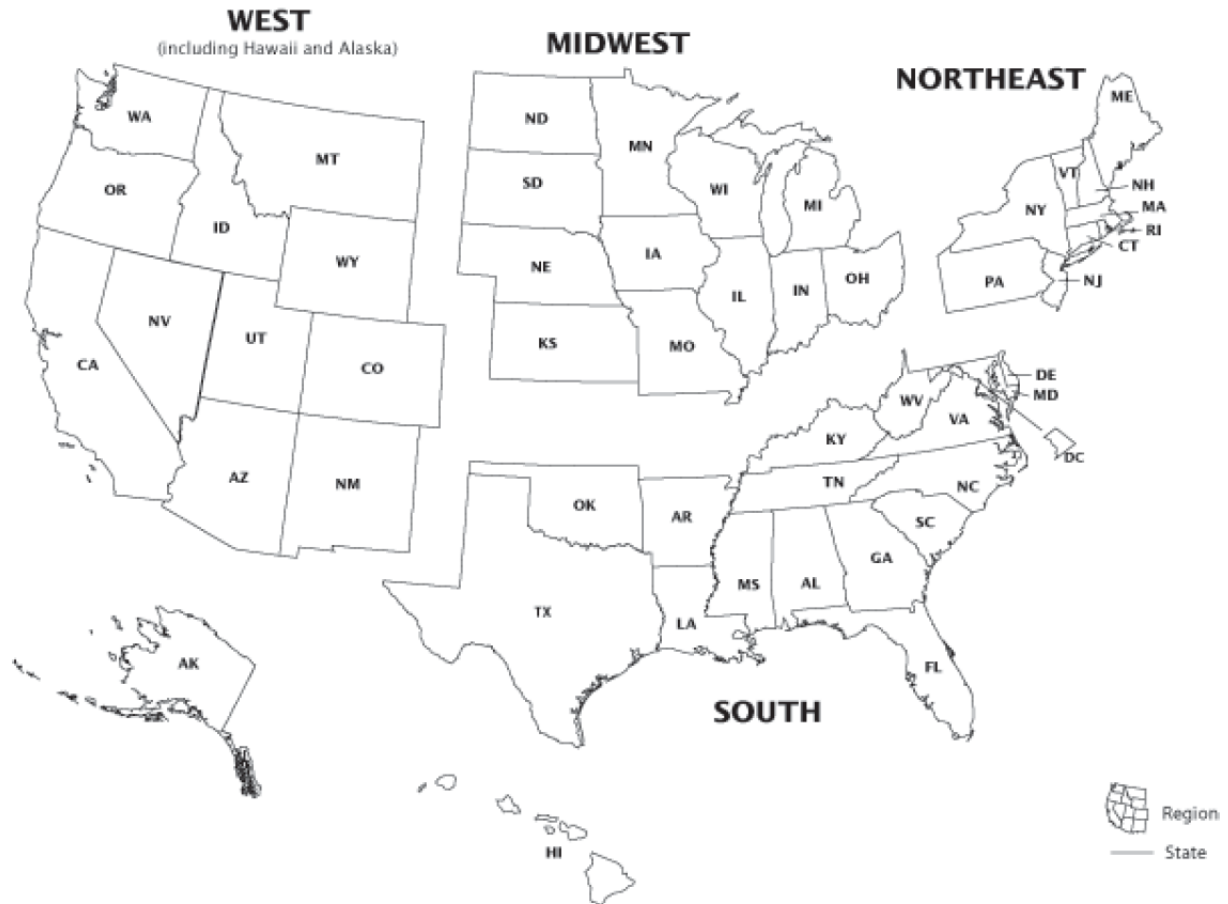 WEST
(including Hawaii and Alaska)
MIDWEST
NORTHEAST
WA
MT
OR
ID
WY
NV
UT
CA
CO
AZ
NM
AK
HI
ND
MN
SD
WI
MI
IA
NE
IL
IN
OH
KS
MO
ME
VT
NH
NY
MA
RI
CT
PA
NJ
DE
MD
WV
VA
KY
DC
TN
NC
OK
AR
SC
MS
AL
GA
TX
LA
FL
SOUTH
Region
State